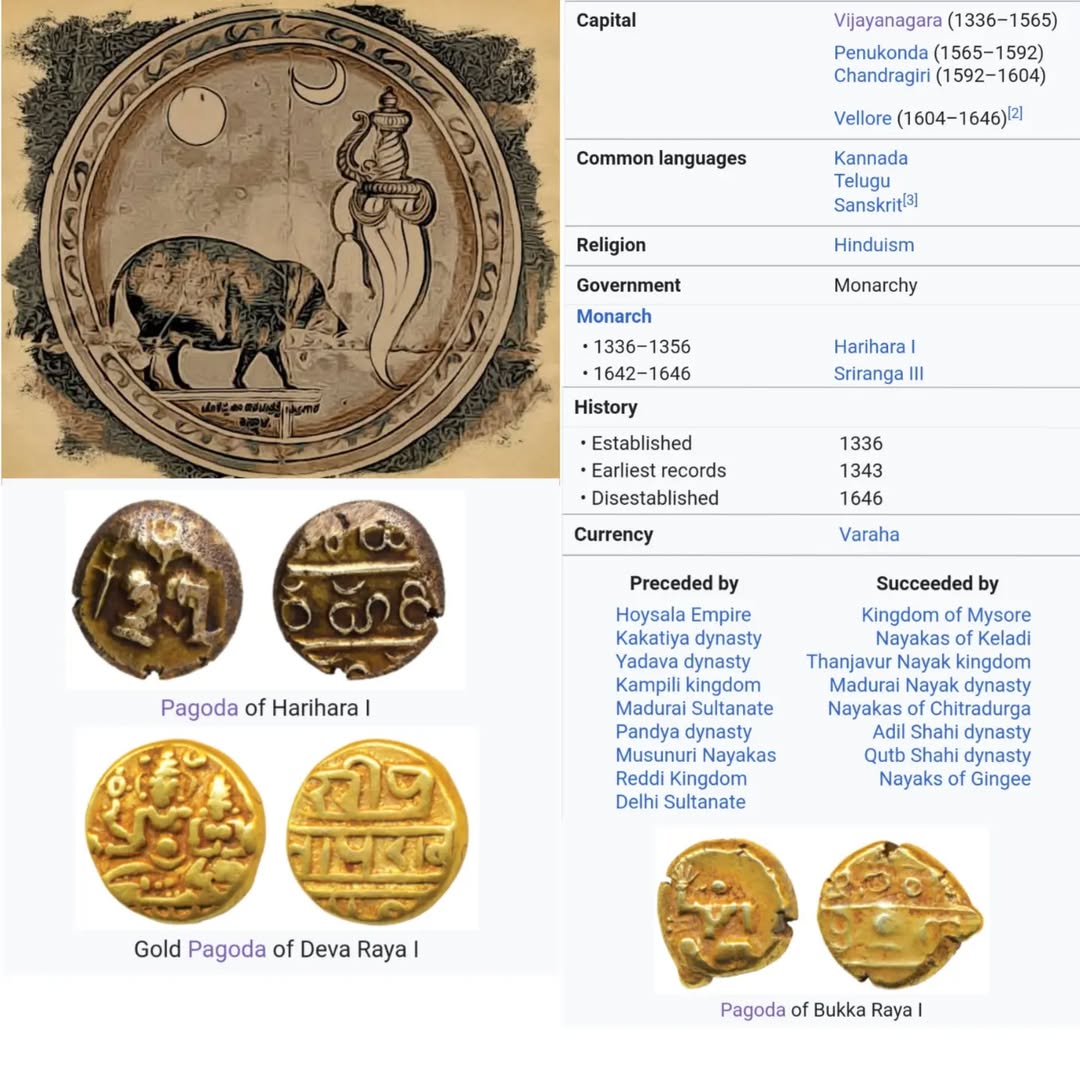 Capital
Vijayanagara (1336–1565)
Penukonda (1565–1592)
Chandragiri (1592–1604)
Vellore (1604–1646)[2]
Common languages
Kannada
Telugu
Sanskrit[3]
Religion
Hinduism
Government
Monarchy
Monarch
• 1336–1356
Harihara I
• 1642–1646
Sriranga III
History
• Established
1336
• Earliest records
1343
• Disestablished
1646
Currency
Varaha
Preceded by
Hoysala Empire
Kakatiya dynasty
Yadava dynasty
Kampili kingdom
Madurai Sultanate
Pandya dynasty
Musunuri Nayakas
Reddi Kingdom
Delhi Sultanate
Succeeded by
Kingdom of Mysore
Nayakas of Keladi
Thanjavur Nayak kingdom
Madurai Nayak dynasty
Nayakas of Chitradurga
Adil Shahi dynasty
Qutb Shahi dynasty
Nayaks of Gingee
Pagoda of Harihara I
Gold Pagoda of Deva Raya I
Pagoda of Bukka Raya I